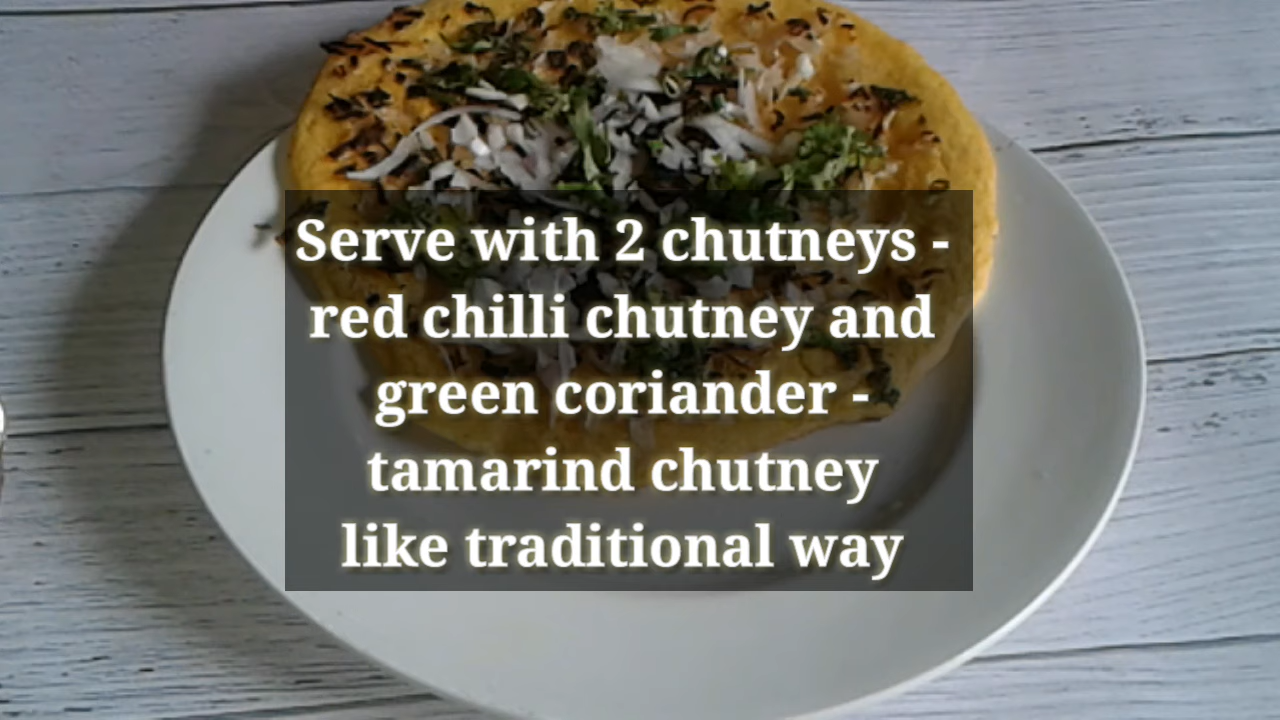 Serve with 2 chutneys -
red chilli chutney and
green coriander -
tamarind chutney
like traditional way